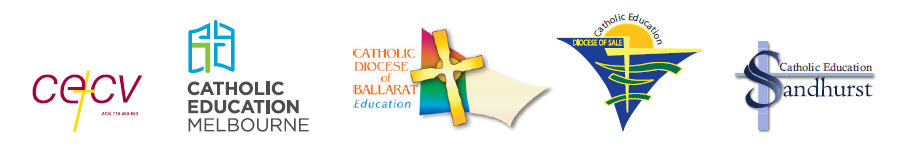 cecv
CATHOLIC
EDUCATION
MELBOURNE
CATHOLIC
DIOCESE
of
BALLARAT
Education
Catholic Education
DIOCESE OF SALE
Catholic Education
Sandhurst